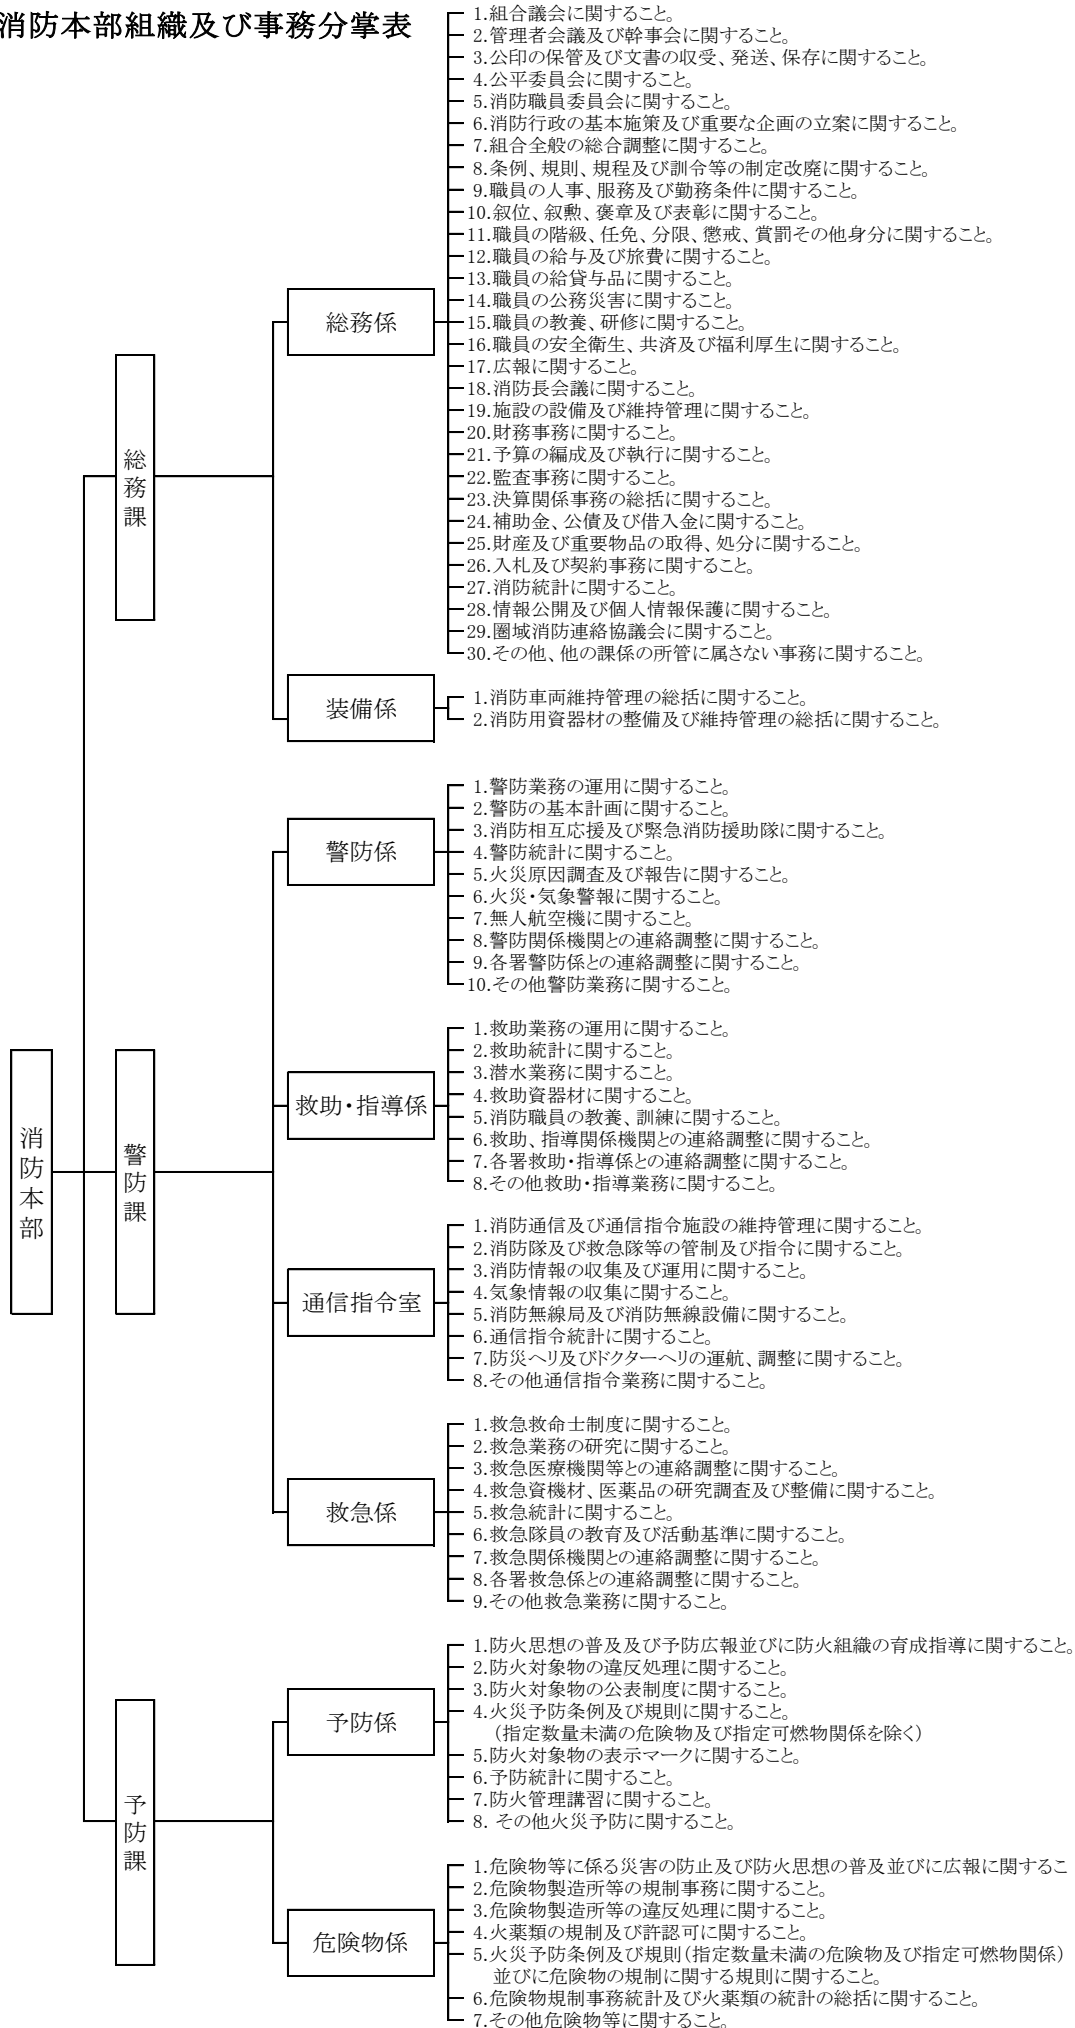 消防本部組織及び事務分掌表
消防本部
総務課
総務係
1.組合議会に関すること。
2.管理者会議及び幹事会に関すること。
3.公印の保管及び文書の収受、発送、保存に関すること。
4.公平委員会に関すること。
5.消防職員委員会に関すること。
6.消防行政の基本施策及び重要な企画の立案に関すること。
7.組合全般の総合調整に関すること。
8.条例、規則、規程及び訓令等の制定改廃に関すること。
9.職員の人事、服務及び勤務条件に関すること。
10.叙位、叙勲、褒章及び表彰に関すること。
11.職員の階級、任免、分限、懲戒、賞罰その他身分に関すること。
12.職員の給与及び旅費に関すること。
13.職員の給貸与品に関すること。
14.職員の公務災害に関すること。
15.職員の教養、研修に関すること。
16.職員の安全衛生、共済及び福利厚生に関すること。
17.広報に関すること。
18.消防長会議に関すること。
19.施設の設備及び維持管理に関すること。
20.財務事務に関すること。
21.予算の編成及び執行に関すること。
22.監査事務に関すること。
23.決算関係事務の総括に関すること。
24.補助金、公債及び借入金に関すること。
25.財産及び重要物品の取得、処分に関すること。
26.入札及び契約事務に関すること。
27.消防統計に関すること。
28.情報公開及び個人情報保護に関すること。
29.圏域消防連絡協議会に関すること。
30.その他、他の課係の所管に属さない事務に関すること。
装備係
1.消防車両維持管理の総括に関すること。
2.消防用資器材の整備及び維持管理の総括に関すること。
警防課
警防係
1.警防業務の運用に関すること。
2.警防の基本計画に関すること。
3.消防相互応援及び緊急消防援助隊に関すること。
4.警防統計に関すること。
5.火災原因調査及び報告に関すること。
6.火災・気象警報に関すること。
7.無人航空機に関すること。
8.警防関係機関との連絡調整に関すること。
9.各署警防係との連絡調整に関すること。
10.その他警防業務に関すること。
救助・指導係
1.救助業務の運用に関すること。
2.救助統計に関すること。
3.潜水業務に関すること。
4.救助資器材に関すること。
5.消防職員の教養、訓練に関すること。
6.救助、指導関係機関との連絡調整に関すること。
7.各署救助・指導係との連絡調整に関すること。
8.その他救助・指導業務に関すること。
通信指令室
1.消防通信及び通信指令施設の維持管理に関すること。
2.消防隊及び救急隊等の管制及び指令に関すること。
3.消防情報の収集及び運用に関すること。
4.気象情報の収集に関すること。
5.消防無線局及び消防無線設備に関すること。
6.通信指令統計に関すること。
7.防災ヘリ及びドクターヘリの運航、調整に関すること。
8.その他通信指令業務に関すること。
救急係
1.救急救命士制度に関すること。
2.救急業務の研究に関すること。
3.救急医療機関等との連絡調整に関すること。
4.救急資機材、医薬品の研究調査及び整備に関すること。
5.救急統計に関すること。
6.救急隊員の教育及び活動基準に関すること。
7.救急関係機関との連絡調整に関すること。
8.各署救急係との連絡調整に関すること。
9.その他救急業務に関すること。
予防課
予防係
1.防火思想の普及及び予防広報並びに防火組織の育成指導に関すること。
2.防火対象物の違反処理に関すること。
3.防火対象物の公表制度に関すること。
4.火災予防条例及び規則に関すること。
(指定数量未満の危険物及び指定可燃物関係を除く)
5.防火対象物の表示マークに関すること。
6.予防統計に関すること。
7.防火管理講習に関すること。
8. その他火災予防に関すること。
危険物係
1.危険物等に係る災害の防止及び防火思想の普及並びに広報に関するこ
2.危険物製造所等の規制事務に関すること。
3.危険物製造所等の違反処理に関すること。
4.火薬類の規制及び許認可に関すること。
5.火災予防条例及び規則(指定数量未満の危険物及び指定可燃物関係)
並びに危険物の規制に関する規則に関すること。
6.危険物規制事務統計及び火薬類の統計の総括に関すること。
7.その他危険物等に関すること。